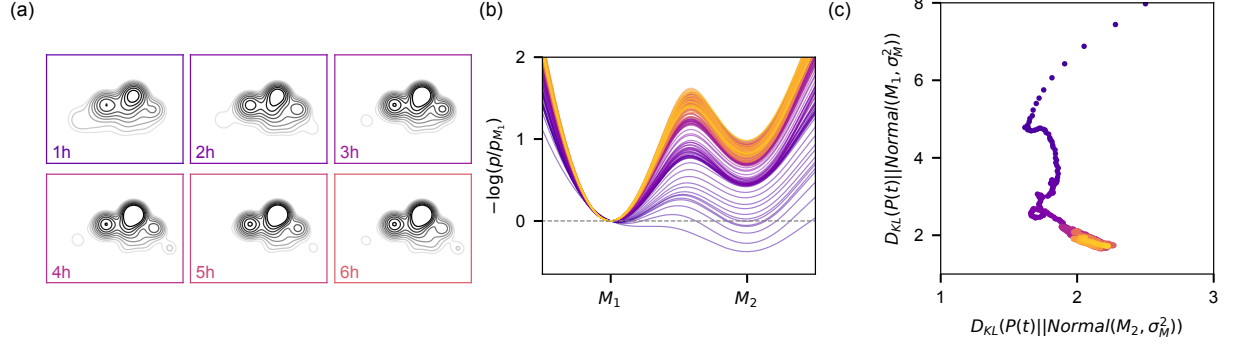 (a)
1h
2h
3h
4h
5h
6h
(b)
−log(p/p_{M_1})
2
1
0
M_1
M_2
(c)
D_{KL}(P(t)||Normal(M_1, σ_M^2))
8
6
4
2
1
2
3
D_{KL}(P(t)||Normal(M_2, σ_M^2))